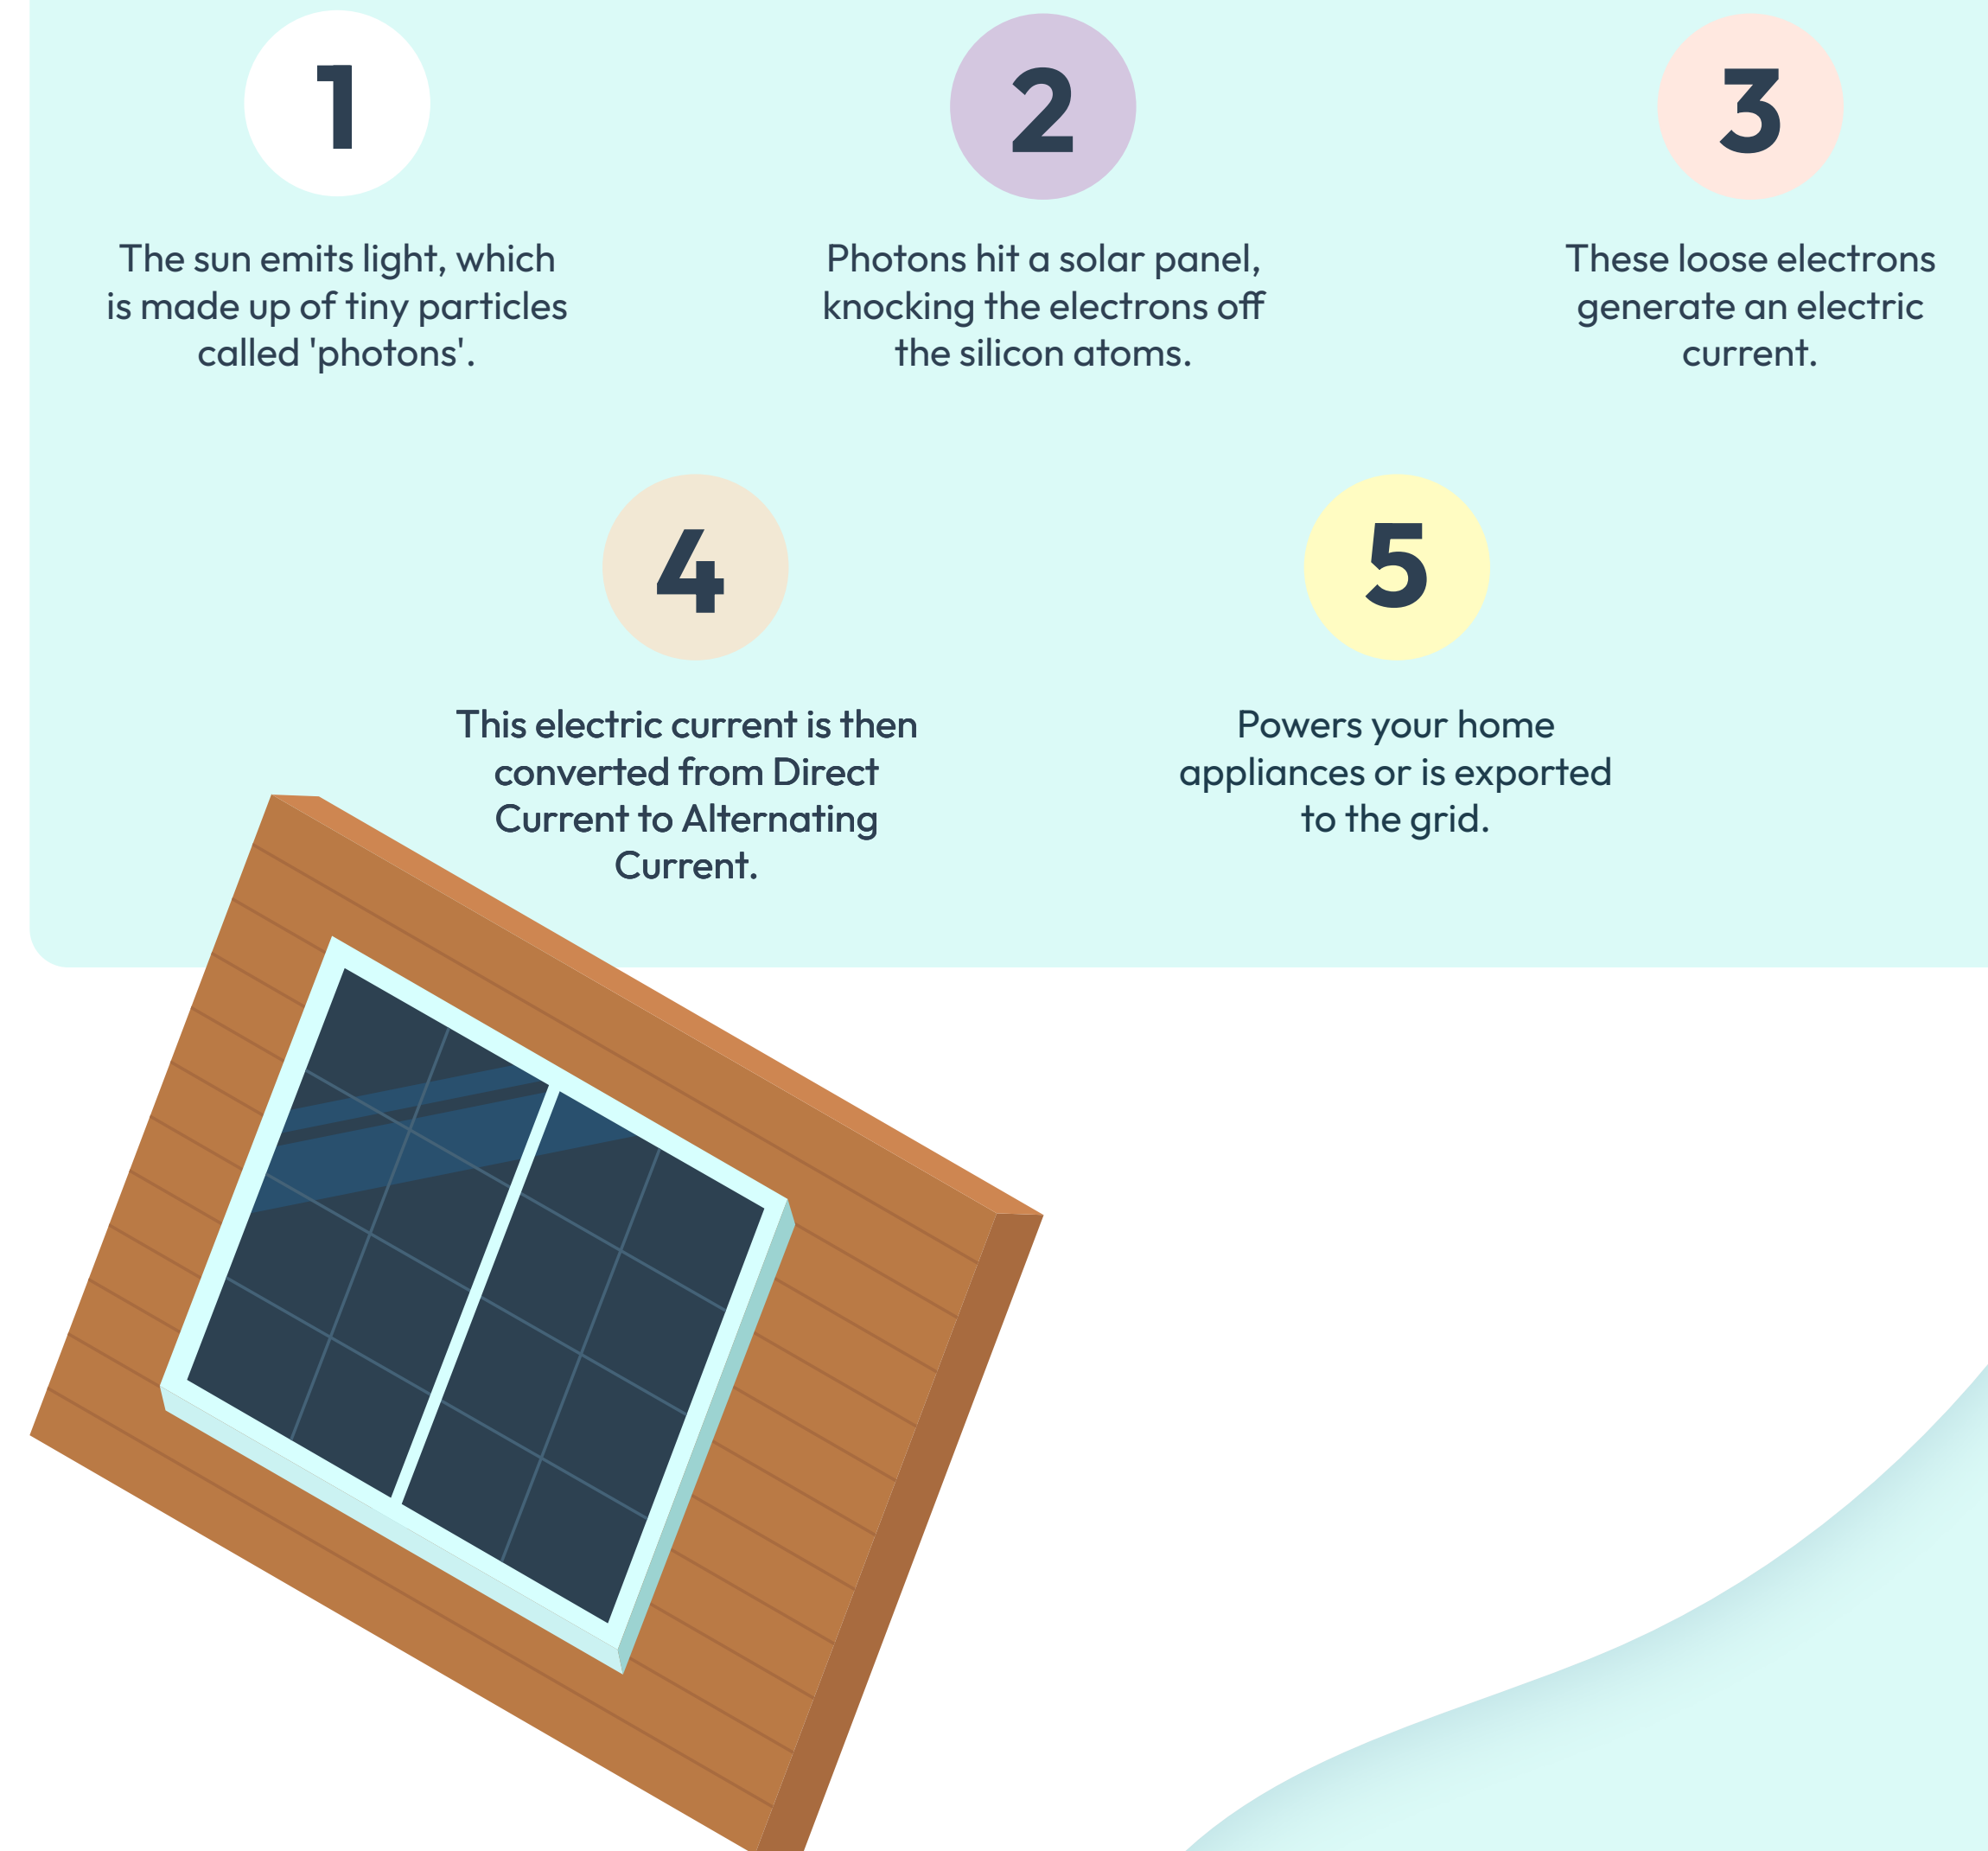 1
The sun emits light, which
is made up of tiny particles
called 'photons'.
2
Photons hit a solar panel,
knocking the electrons off
the silicon atoms.
3
These loose electrons
generate an electric
current.
4
This electric current is then
converted from Direct
Current to Alternating
Current.
5
Powers your home
appliances or is exported
to the grid.